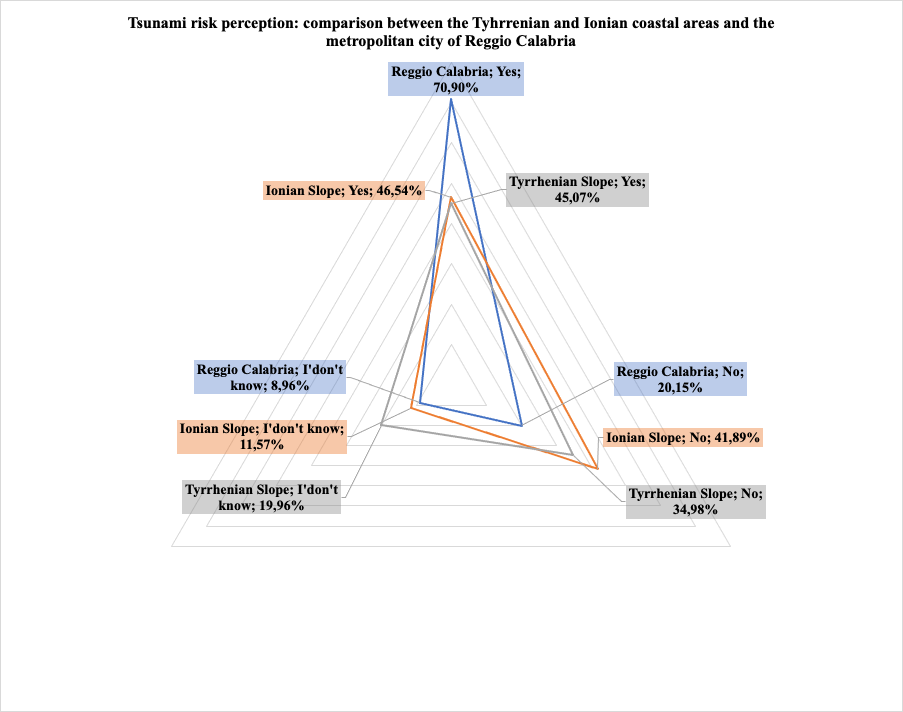 Tsunami risk perception: comparison between the Tyhrrenian and Ionian coastal areas and the
metropolitan city of Reggio Calabria
Reggio Calabria; Yes;
70,90%
Ionian Slope; Yes; 46,54%
Tyrrhenian Slope; Yes;
45,07%
Reggio Calabria; I'don't
know; 8,96%
Reggio Calabria; No;
20,15%
Ionian Slope; I'don't know;
11,57%
Ionian Slope; No; 41,89%
Tyrrhenian Slope; I'don't
know; 19,96%
Tyrrhenian Slope; No;
34,98%